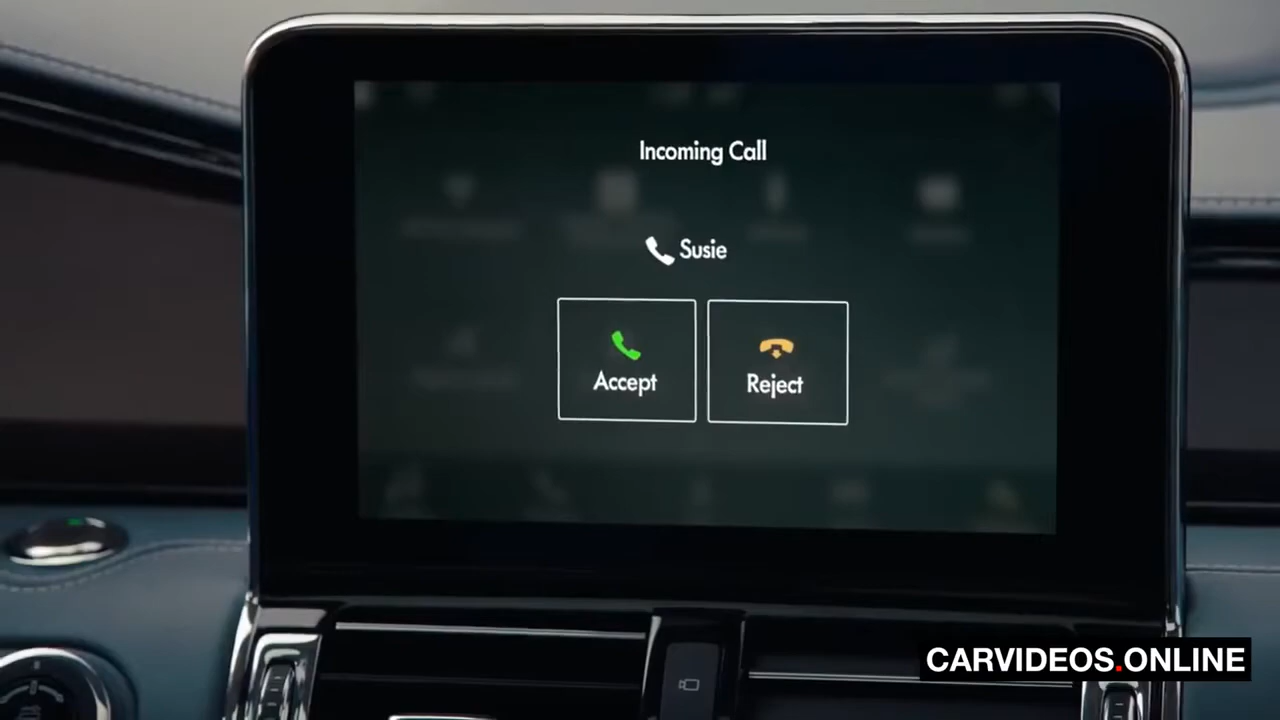 Incoming Call
Susie
Accept
Reject
CARVIDEOS.ONLINE